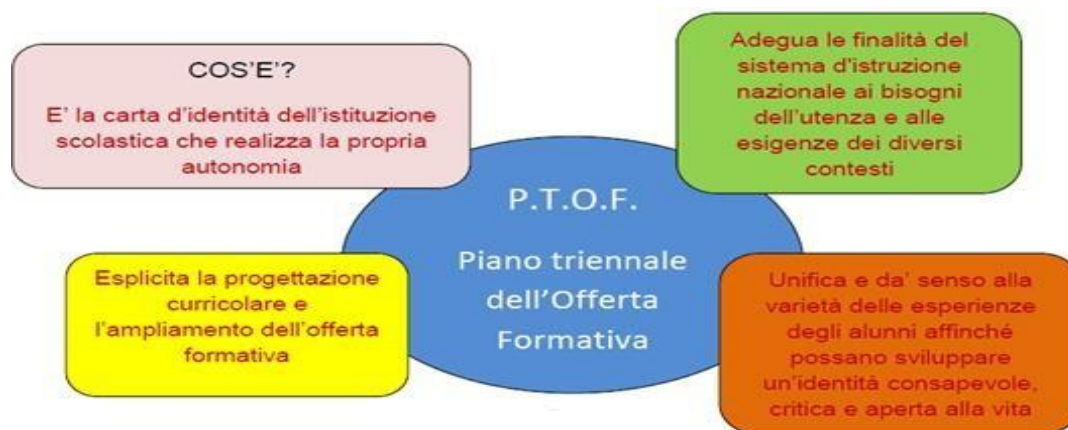 COS'E'?
E' la carta d'identità dell'istituzione
scolastica che realizza la propria
autonomia
Adegua le finalità del
sistema d'istruzione
nazionale ai bisogni
dell'utenza e alle
esigenze dei diversi
contesti
P.T.O.F.
Piano triennale
dell'Offerta
Formativa
Esplicita la progettazione
curricolare e
l'ampliamento dell'offerta
formativa
Unifica e da' senso alla
varietà delle esperienze
degli alunni affinché
possano sviluppare
un'identità consapevole,
critica e aperta alla vita